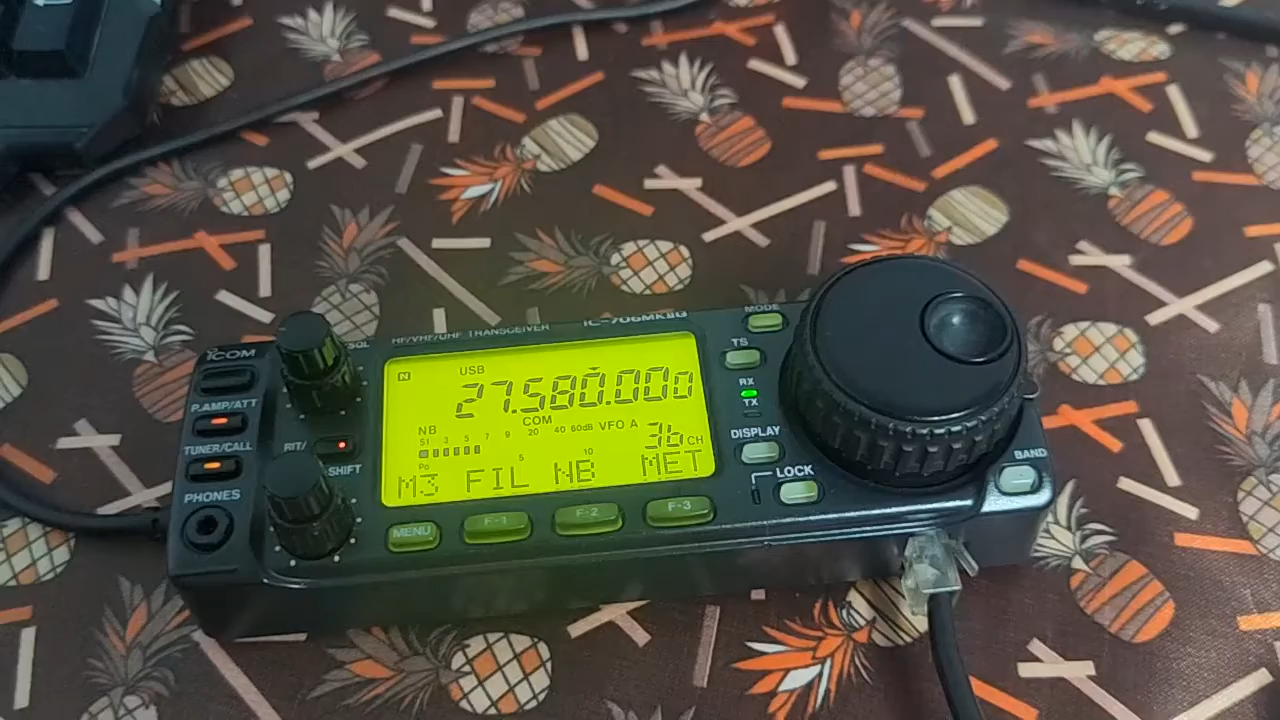 ICOM
HF/VHF/UHF TRANSCEIVER
IC-706MKIIG
MODE
SQL
TS
P.AMP/ATT
RX
TX
TUNER/CALL
RIT/
SHIFT
PHONES
N
USB
27.580.000
NB
COM
S1 3 5 7 9 20 40 60dB VFO A
36 CH
Po 5 10
M3 FIL NB MET
DISPLAY
LOCK
BAND
MENU F-1 F-2 F-3